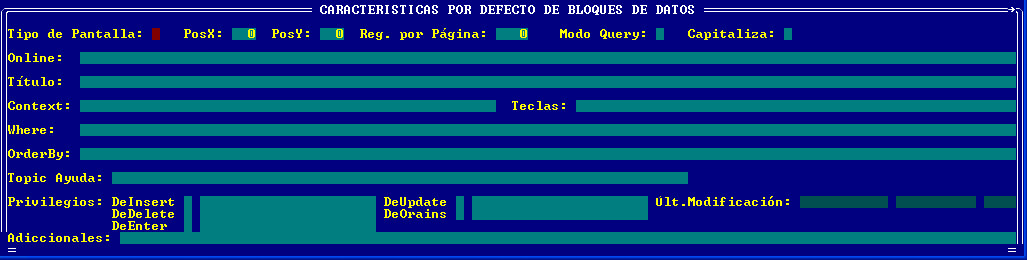 CARACTERISTICAS POR DEFECTO DE BLOQUES DE DATOS
Tipo de Pantalla: PosX: 0 PosY: 0 Reg. por Página: 0 Modo Query: Capitaliza:
Online:
Título:
Context: Teclas:
Where:
OrderBy:
Topic Ayuda:
Privilegios: DeInsert DeUpdate Ult.Modificación:
DeDelete DeOrains
DeEnter
Adiccionales: